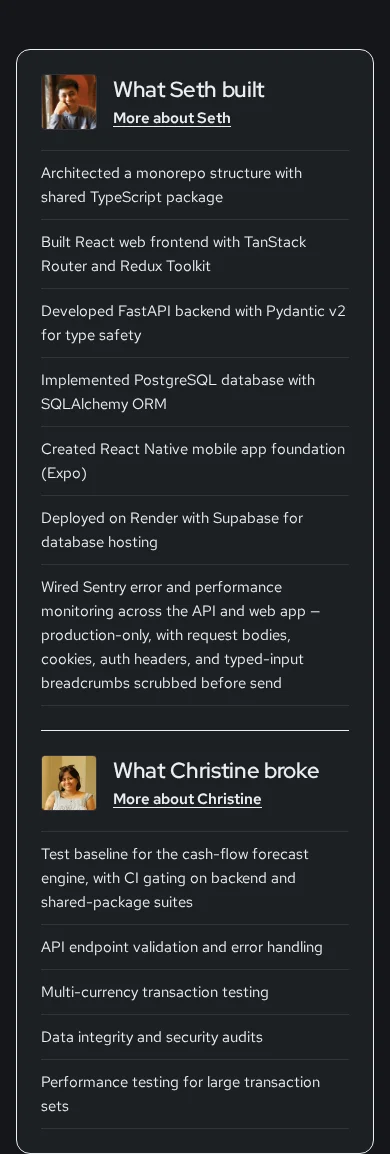 What Seth built
More about Seth
Architected a monorepo structure with
shared TypeScript package
Built React web frontend with TanStack
Router and Redux Toolkit
Developed FastAPI backend with Pydantic v2
for type safety
Implemented PostgreSQL database with
SQLAlchemy ORM
Created React Native mobile app foundation
(Expo)
Deployed on Render with Supabase for
database hosting
Wired Sentry error and performance
monitoring across the API and web app —
production-only, with request bodies,
cookies, auth headers, and typed-input
breadcrumbs scrubbed before send
What Christine broke
More about Christine
Test baseline for the cash-flow forecast
engine, with CI gating on backend and
shared-package suites
API endpoint validation and error handling
Multi-currency transaction testing
Data integrity and security audits
Performance testing for large transaction
sets